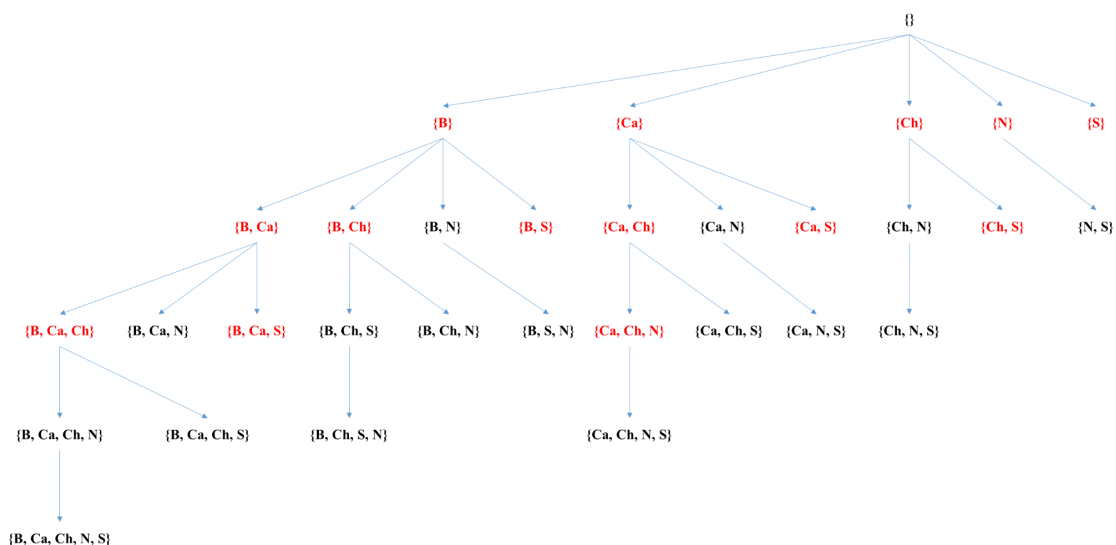 {}
{B} {Ca} {Ch} {N} {S}
{B, Ca} {B, Ch} {B, N} {B, S} {Ca, Ch} {Ca, N} {Ca, S} {Ch, N} {Ch, S} {N, S}
{B, Ca, Ch} {B, Ca, N} {B, Ca, S} {B, Ch, S} {B, Ch, N} {B, S, N} {Ca, Ch, N} {Ca, Ch, S} {Ca, N, S} {Ch, N, S}
{B, Ca, Ch, N} {B, Ca, Ch, S} {B, Ch, S, N} {Ca, Ch, N, S}
{B, Ca, Ch, N, S}